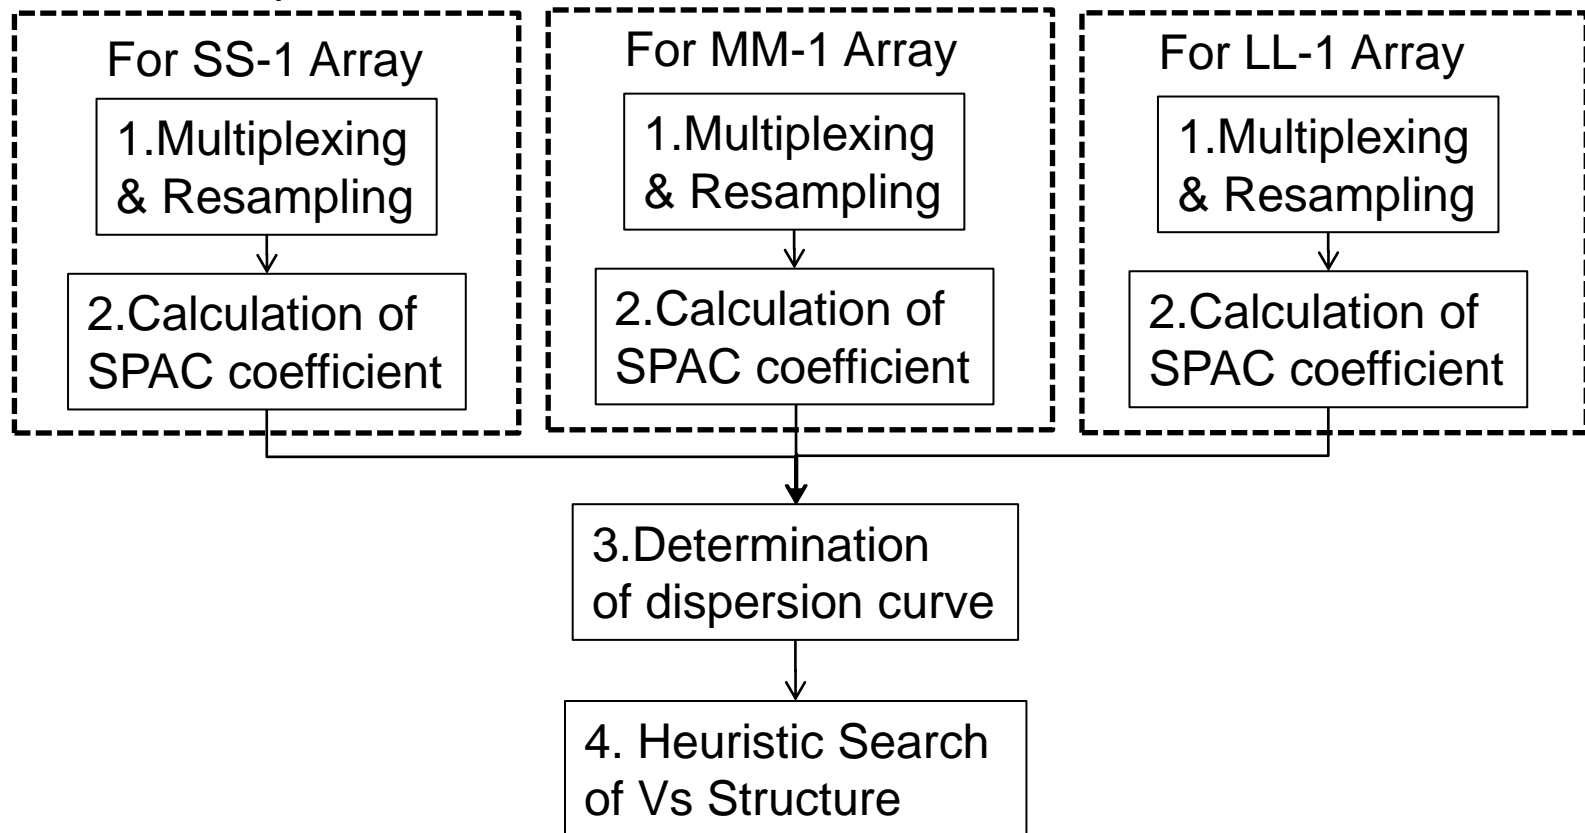 For SS-1 Array
1.Multiplexing
& Resampling
2.Calculation of
SPAC coefficient
For MM-1 Array
1.Multiplexing
& Resampling
2.Calculation of
SPAC coefficient
For LL-1 Array
1.Multiplexing
& Resampling
2.Calculation of
SPAC coefficient
3.Determination
of dispersion curve
4. Heuristic Search
of Vs Structure